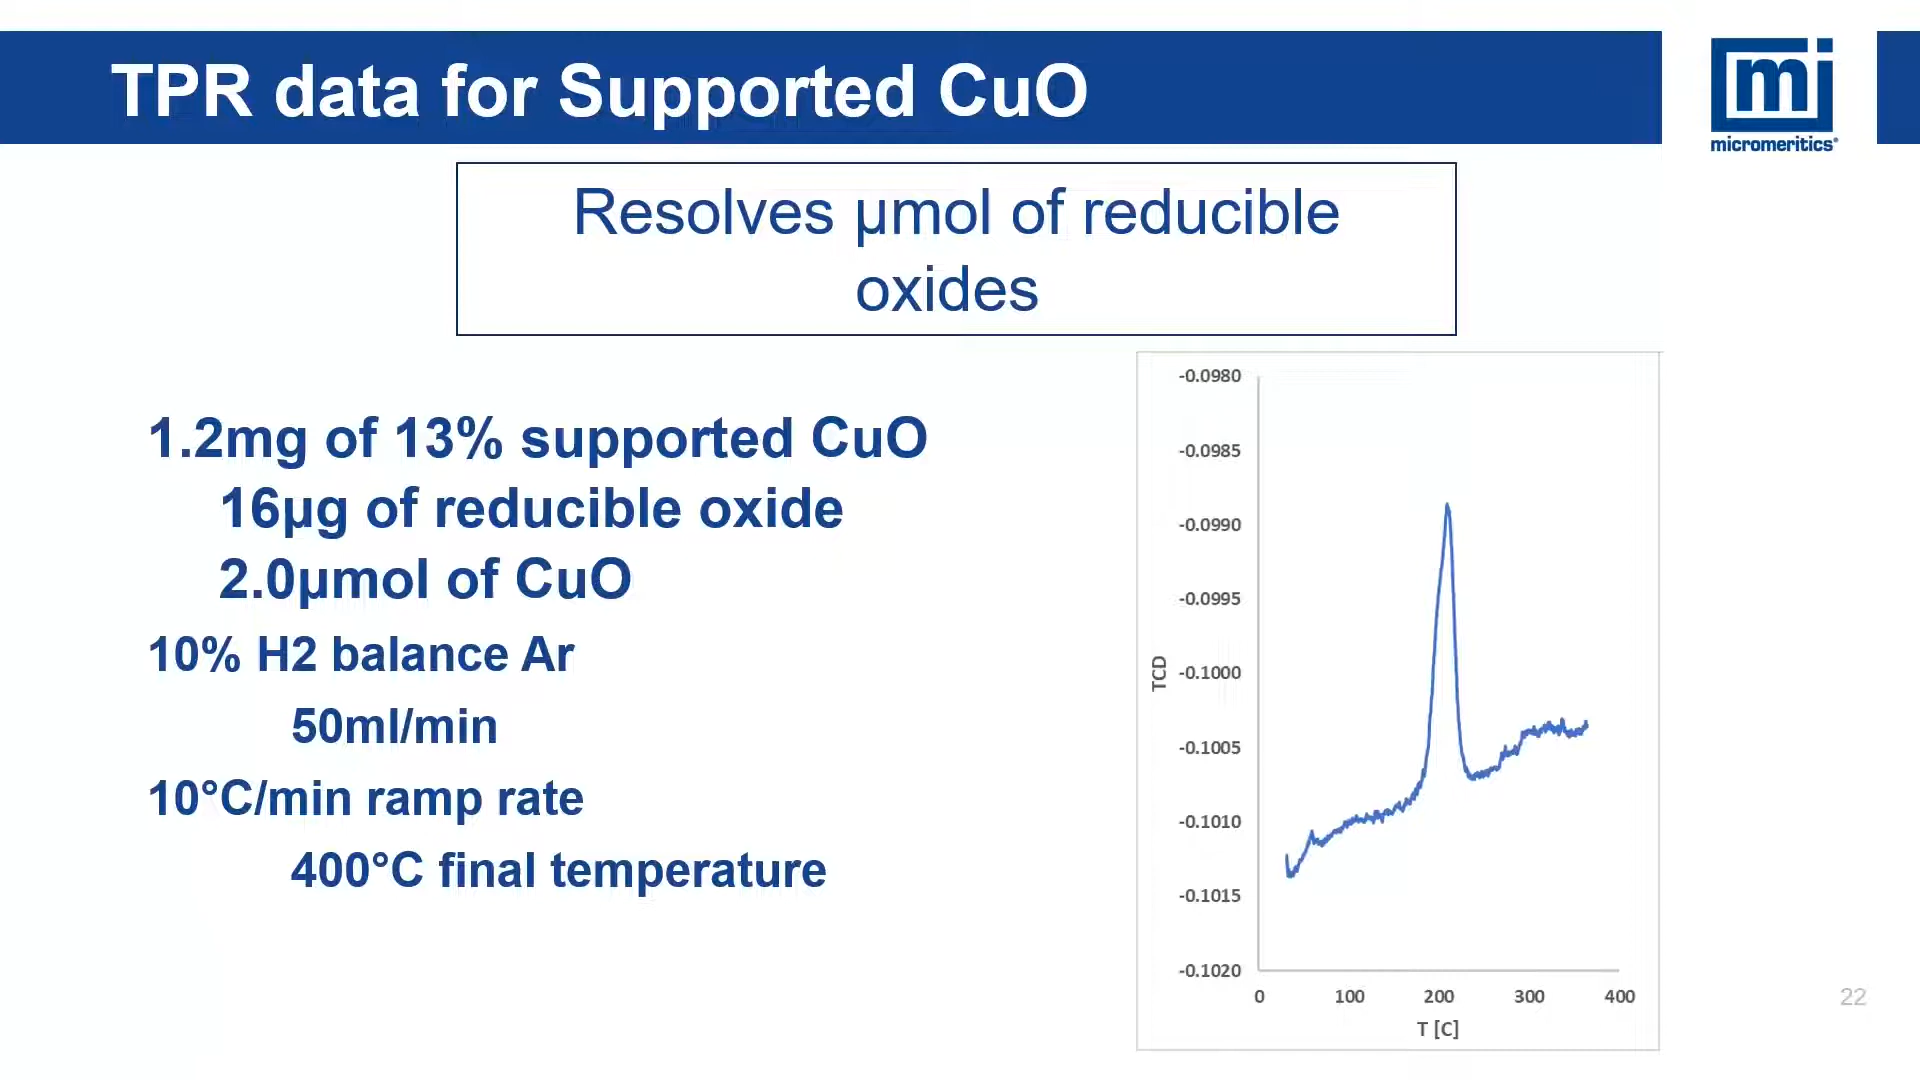 TPR data for Supported CuO
mi
micromeritics®
Resolves µmol of reducible
oxides
1.2mg of 13% supported CuO
16µg of reducible oxide
2.0µmol of CuO
10% H2 balance Ar
50ml/min
10°C/min ramp rate
400°C final temperature
-0.0980
-0.0985
-0.0990
-0.0995
-0.1000
-0.1005
-0.1010
-0.1015
-0.1020
TCD
0 100 200 300 400
T [C]
22